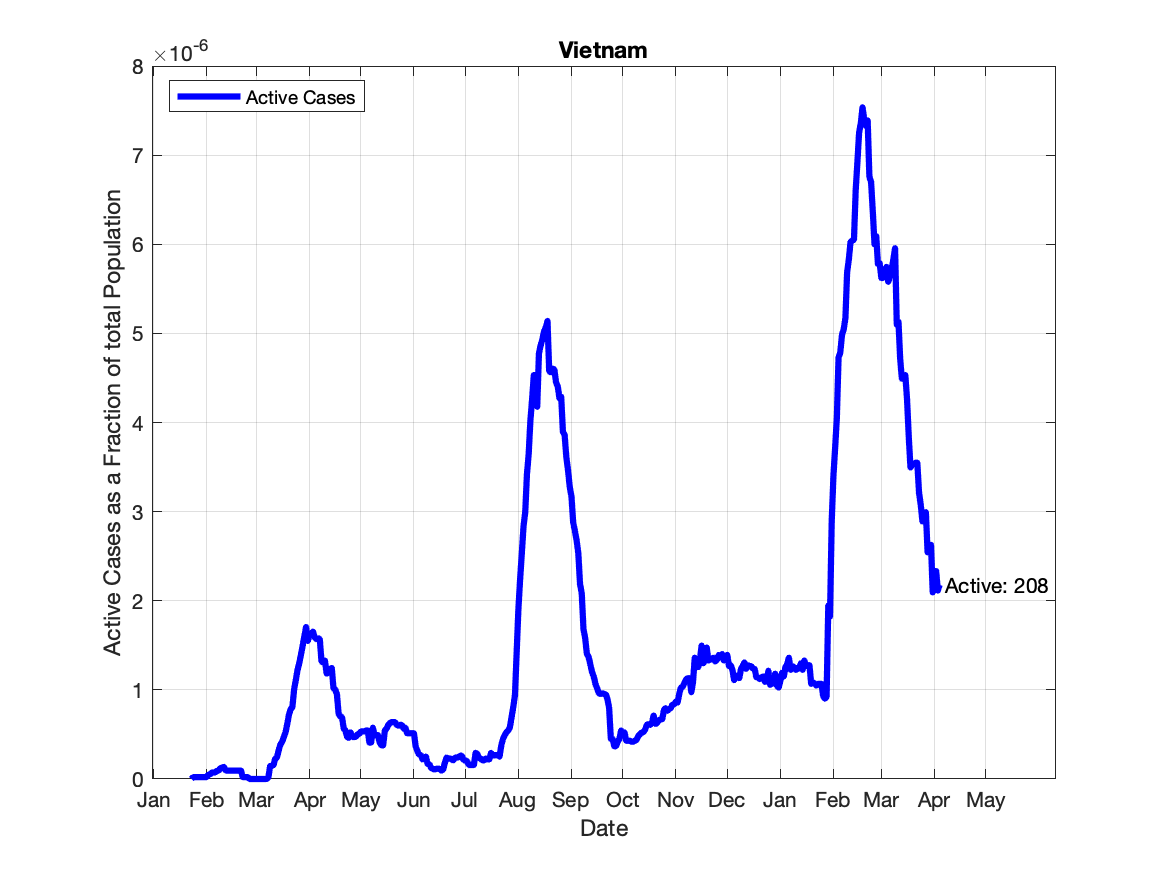 Vietnam
×10-6
Active Cases
8
7
6
5
4
3
2
1
0
Active Cases as a Fraction of total Population
Active: 208
Jan Feb Mar Apr May Jun Jul Aug Sep Oct Nov Dec Jan Feb Mar Apr May
Date